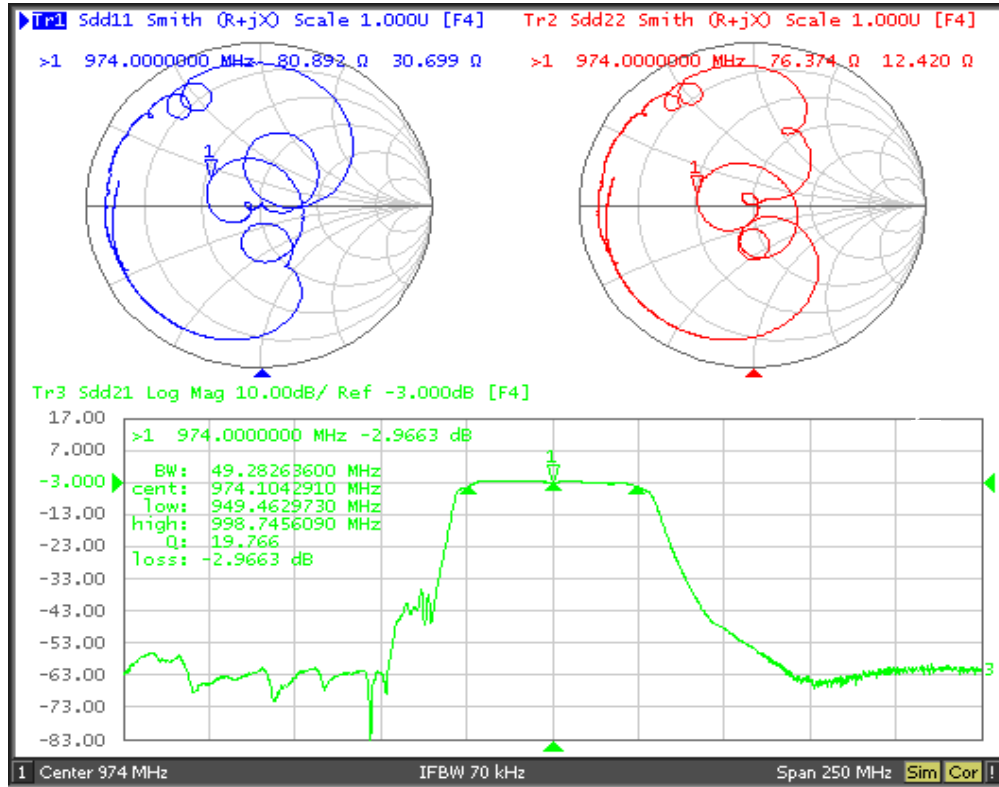 Tr1 Sdd11 Smith (R+jX) Scale 1.000U [F4]
>1 974.0000000 MHz 80.892 Ω 30.699 Ω
1
Tr2 Sdd22 Smith (R+jX) Scale 1.000U [F4]
>1 974.0000000 MHz 76.374 Ω 12.420 Ω
1
Tr3 Sdd21 Log Mag 10.00dB/ Ref -3.000dB [F4]
17.00
7.000
-3.000
-13.00
-23.00
-33.00
-43.00
-53.00
-63.00
-73.00
-83.00
>1 974.0000000 MHz -2.9663 dB
BW: 49.28263600 MHz
cent: 974.1042910 MHz
low: 949.4629730 MHz
high: 998.7456090 MHz
Q: 19.766
loss: -2.9663 dB
1
3
1 Center 974 MHz IFBW 70 kHz Span 250 MHz Sim Cor !